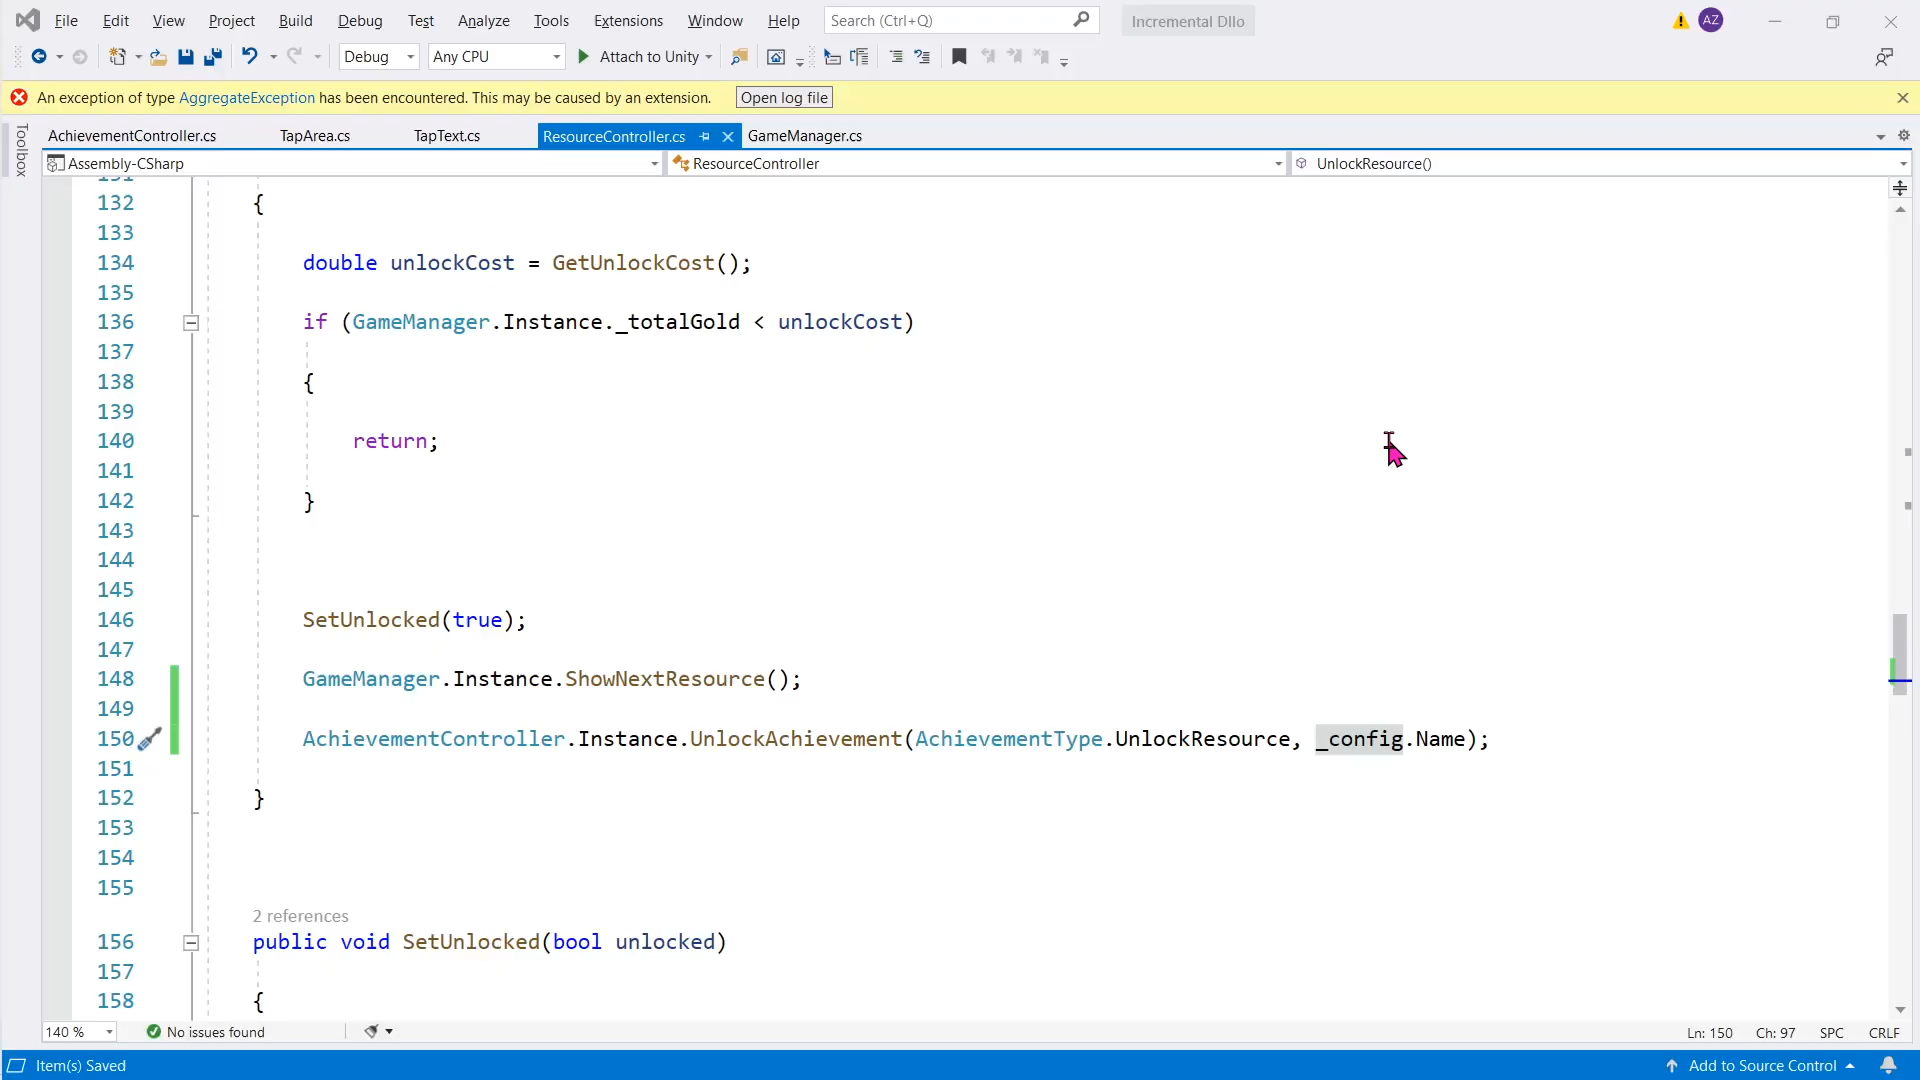 File Edit View Project Build Debug Test Analyze Tools Extensions Window Help Search (Ctrl+Q) Incremental Dllo AZ
Debug Any CPU Attach to Unity
An exception of type AggregateException has been encountered. This may be caused by an extension. Open log file
Toolbox
AchievementController.cs TapArea.cs TapText.cs ResourceController.cs GameManager.cs
Assembly-CSharp ResourceController UnlockResource()
131
132 {
133
134 double unlockCost = GetUnlockCost();
135
136 if (GameManager.Instance._totalGold < unlockCost)
137
138 {
139
140 return;
141
142 }
143
144
145
146 SetUnlocked(true);
147
148 GameManager.Instance.ShowNextResource();
149
150 AchievementController.Instance.UnlockAchievement(AchievementType.UnlockResource, _config.Name);
151
152 }
153
154
155
2 references
156 public void SetUnlocked(bool unlocked)
157
158 {
140 % No issues found Ln: 150 Ch: 97 SPC CRLF
Item(s) Saved Add to Source Control